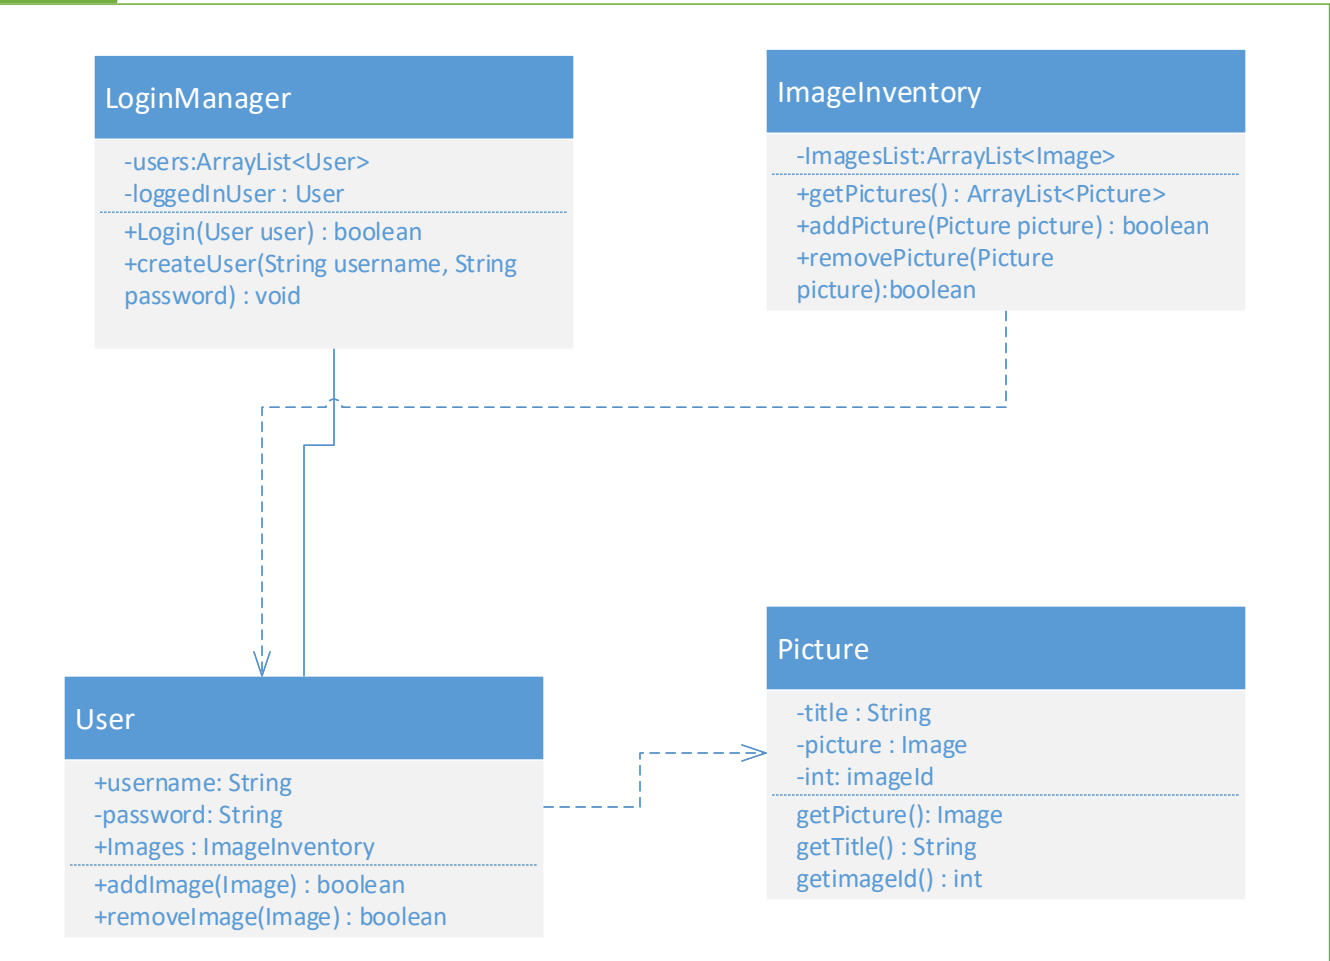 LoginManager
-users:ArrayList<User>
-loggedInUser : User
+Login(User user) : boolean
+createUser(String username, String
password) : void
ImageInventory
-ImagesList:ArrayList<Image>
+getPictures() : ArrayList<Picture>
+addPicture(Picture picture) : boolean
+removePicture(Picture
picture):boolean
User
+username: String
-password: String
+Images : ImageInventory
+addImage(Image) : boolean
+removeImage(Image) : boolean
Picture
-title : String
-picture : Image
-int: imageId
getPicture(): Image
getTitle() : String
getimageId() : int